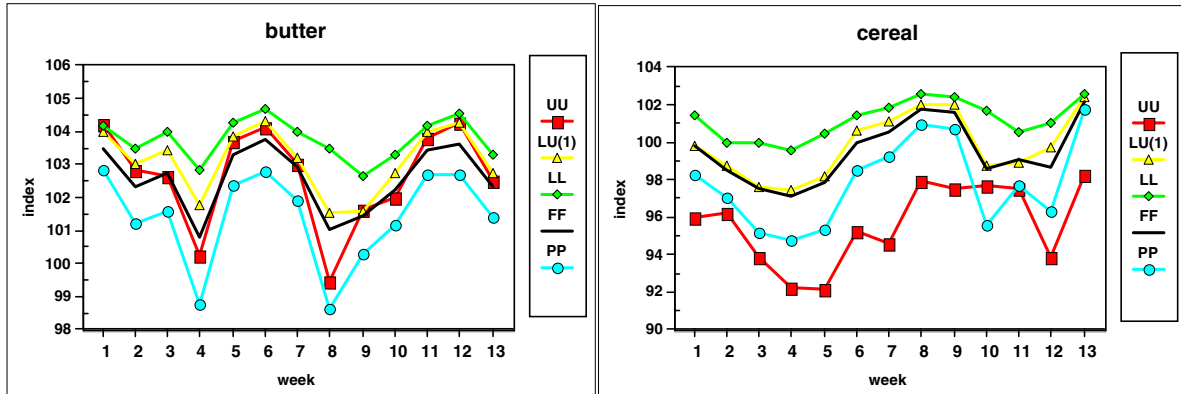 butter
106
105
104
103
102
101
100
99
98
index
1 2 3 4 5 6 7 8 9 10 11 12 13
week
UU
LU(1)
LL
FF
PP
cereal
104
102
100
98
96
94
92
90
index
1 2 3 4 5 6 7 8 9 10 11 12 13
week
UU
LU(1)
LL
FF
PP